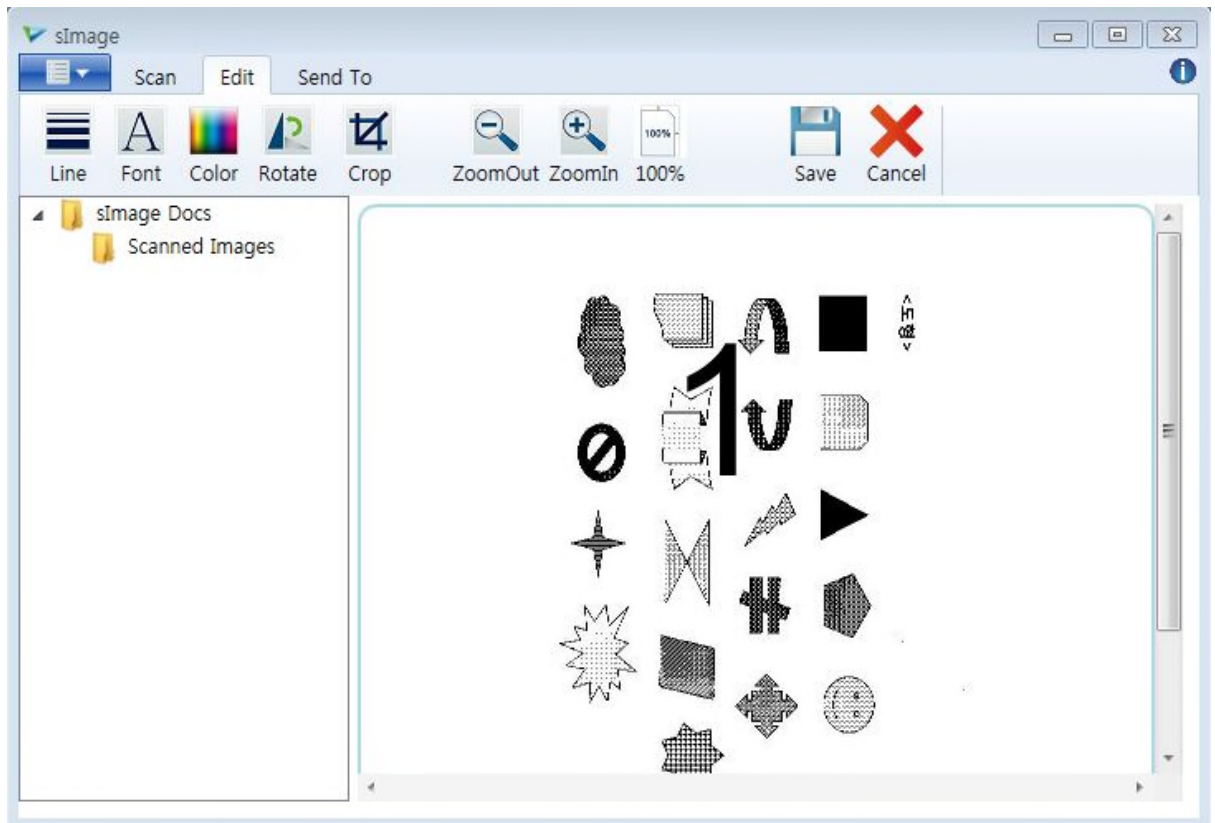 sImage
Scan Edit Send To
Line Font Color Rotate Crop ZoomOut ZoomIn 100% Save Cancel
sImage Docs
Scanned Images
1